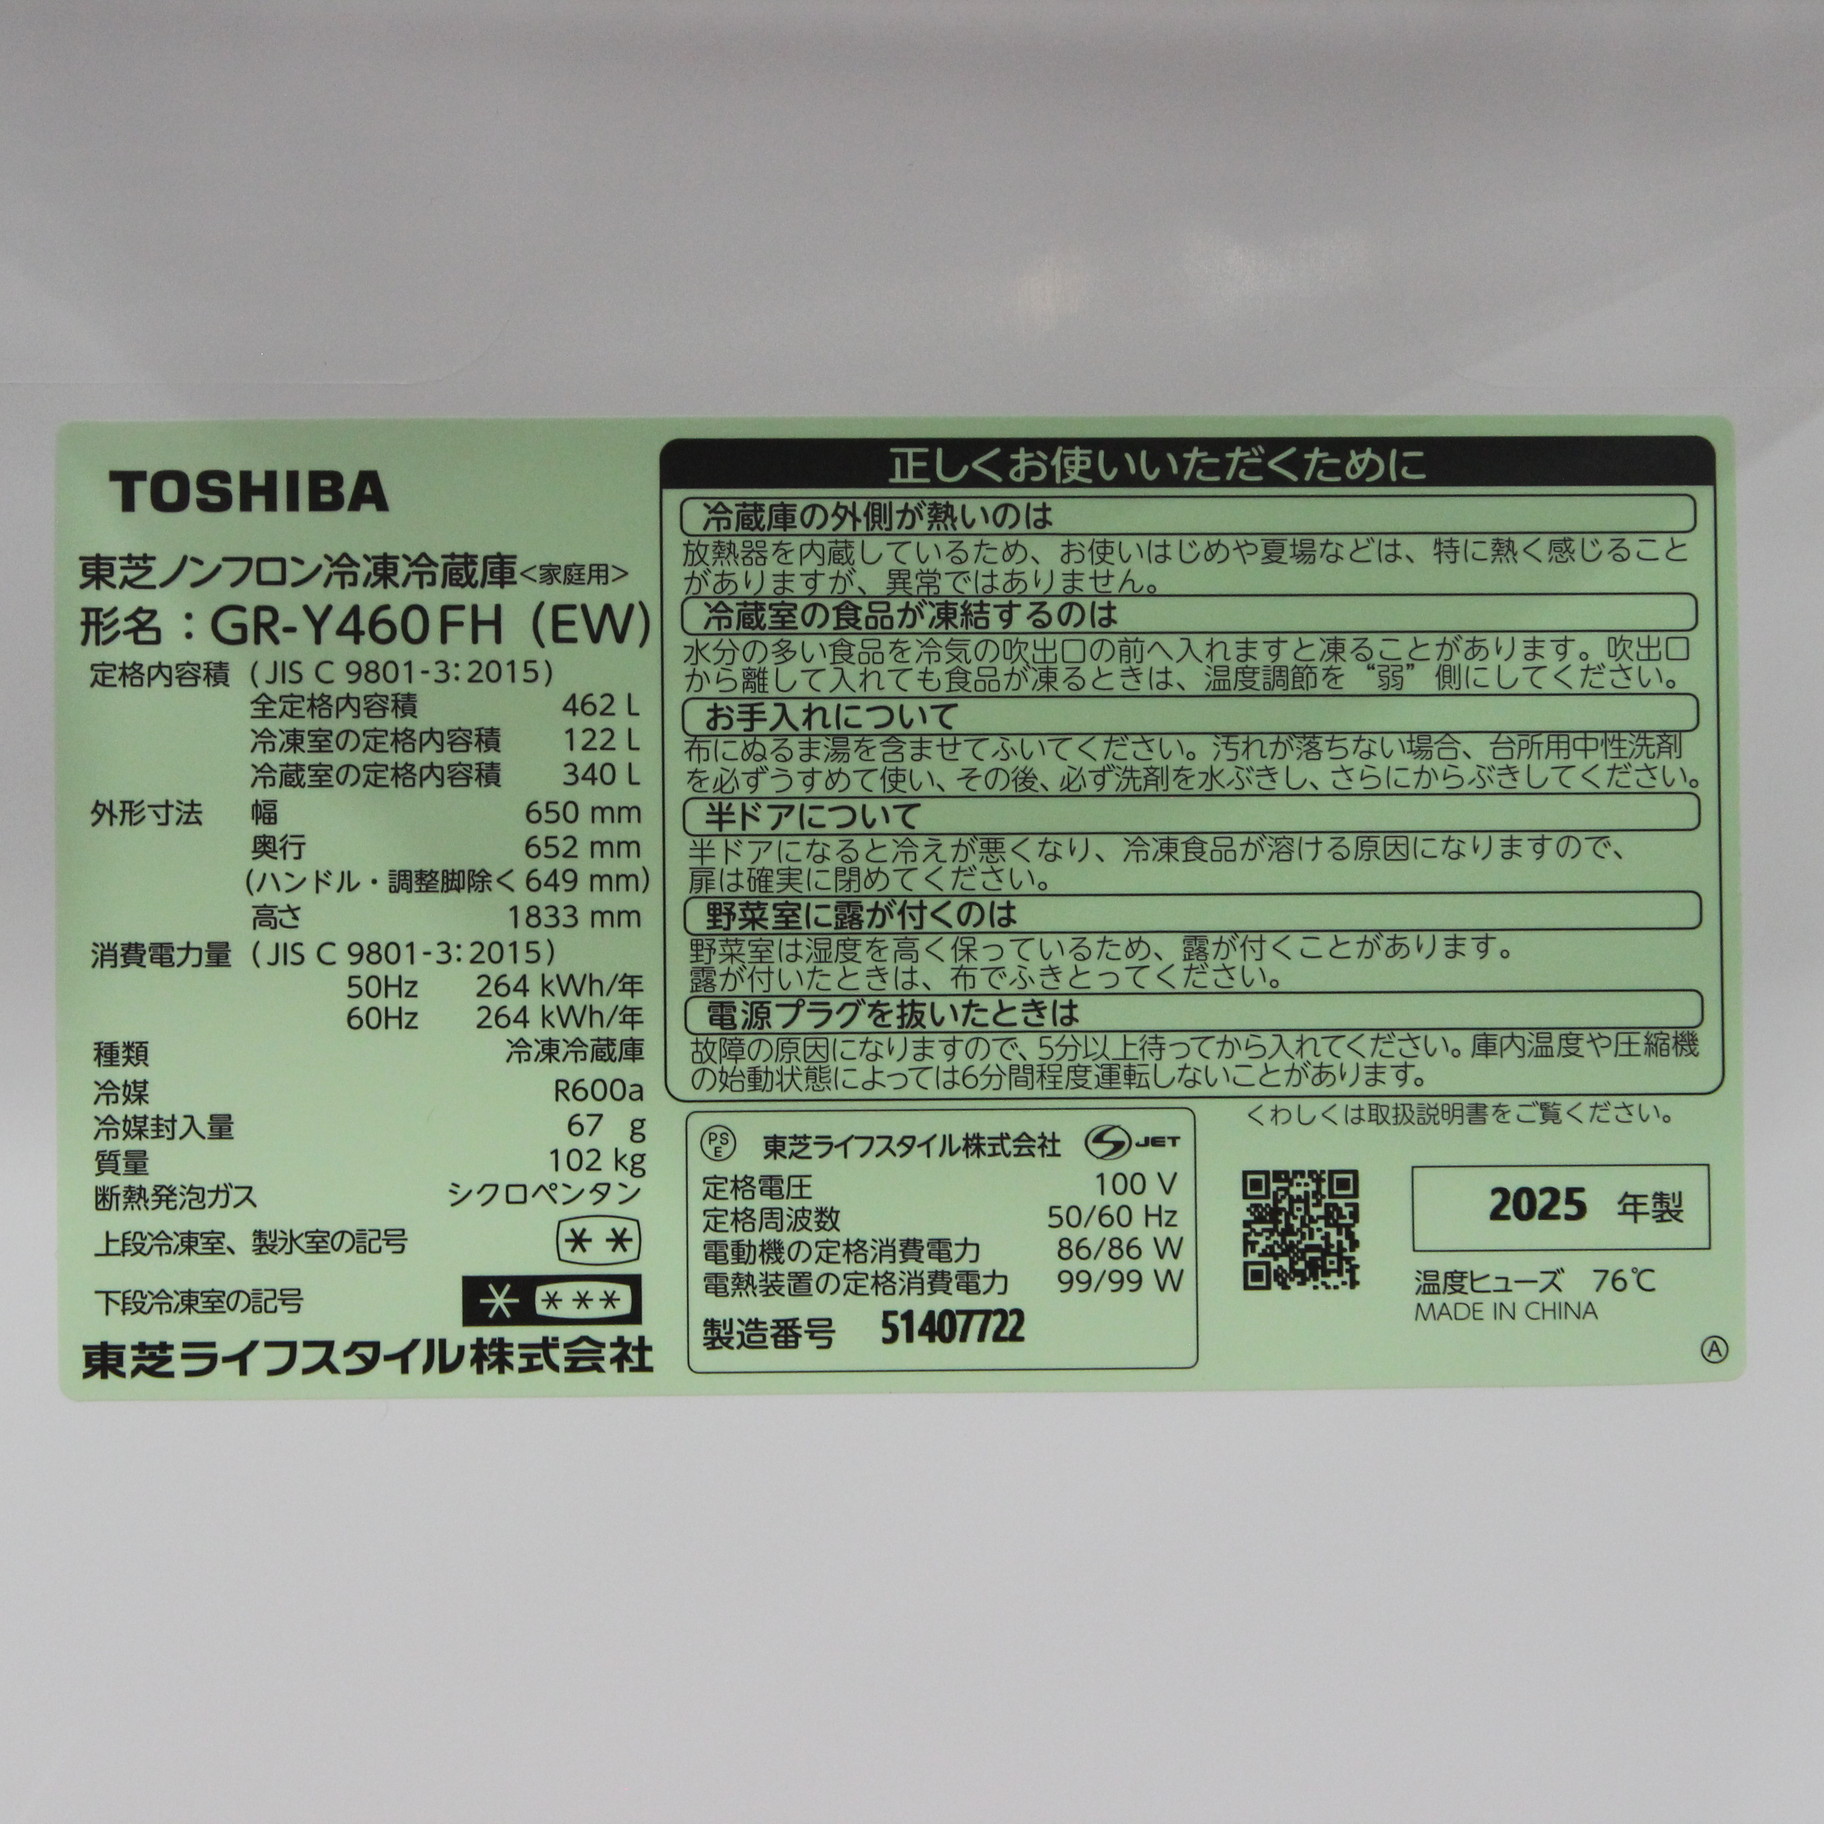 TOSHIBA
東芝ノンフロン冷凍冷蔵庫<家庭用>
形名：GR-Y460FH (EW)
定格内容積 (JIS C 9801-3:2015)
全定格内容積 462 L
冷凍室の定格内容積 122 L
冷蔵室の定格内容積 340 L
外形寸法 幅 650 mm
奥行 652 mm
(ハンドル・調整脚除く 649 mm)
高さ 1833 mm
消費電力量 (JIS C 9801-3:2015)
50Hz 264 kWh/年
60Hz 264 kWh/年
種類 冷凍冷蔵庫
冷媒 R600a
冷媒封入量 67 g
質量 102 kg
断熱発泡ガス シクロペンタン
上段冷凍室、製氷室の記号 **
下段冷凍室の記号 * ***
東芝ライフスタイル株式会社
正しくお使いいただくために
冷蔵庫の外側が熱いのは
放熱器を内蔵しているため、お使いはじめや夏場などは、特に熱く感じること
がありますが、異常ではありません。
冷蔵室の食品が凍結するのは
水分の多い食品を冷気の吹出口の前へ入れますと凍ることがあります。吹出口
から離して入れても食品が凍るときは、温度調節を“弱”側にしてください。
お手入れについて
布にぬるま湯を含ませてふいてください。汚れが落ちない場合、台所用中性洗剤
を必ずうすめて使い、その後、必ず洗剤を水ぶきし、さらにからぶきしてください。
半ドアについて
半ドアになると冷えが悪くなり、冷凍食品が溶ける原因になりますので、
扉は確実に閉めてください。
野菜室に露が付くのは
野菜室は湿度を高く保っているため、露が付くことがあります。
露が付いたときは、布でふきとってください。
電源プラグを抜いたときは
故障の原因になりますので、5分以上待ってから入れてください。庫内温度や圧縮機
の始動状態によっては6分間程度運転しないことがあります。
くわしくは取扱説明書をご覧ください。
PSE 東芝ライフスタイル株式会社 JET
定格電圧 100 V
定格周波数 50/60 Hz
電動機の定格消費電力 86/86 W
電熱装置の定格消費電力 99/99 W
製造番号 51407722
2025 年製
温度ヒューズ 76℃
MADE IN CHINA
Ⓐ